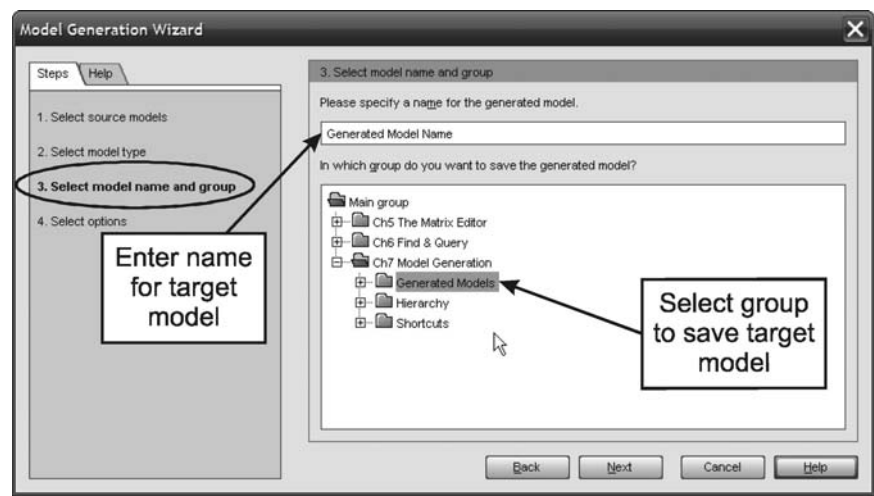 Model Generation Wizard
Steps
Help
1. Select source models
2. Select model type
3. Select model name and group
4. Select options
Enter name
for target
model
3. Select model name and group
Please specify a name for the generated model.
Generated Model Name
In which group do you want to save the generated model?
Main group
Ch5 The Matrix Editor
Ch6 Find & Query
Ch7 Model Generation
Generated Models
Hierarchy
Shortcuts
Select group
to save target
model
Back
Next
Cancel
Help